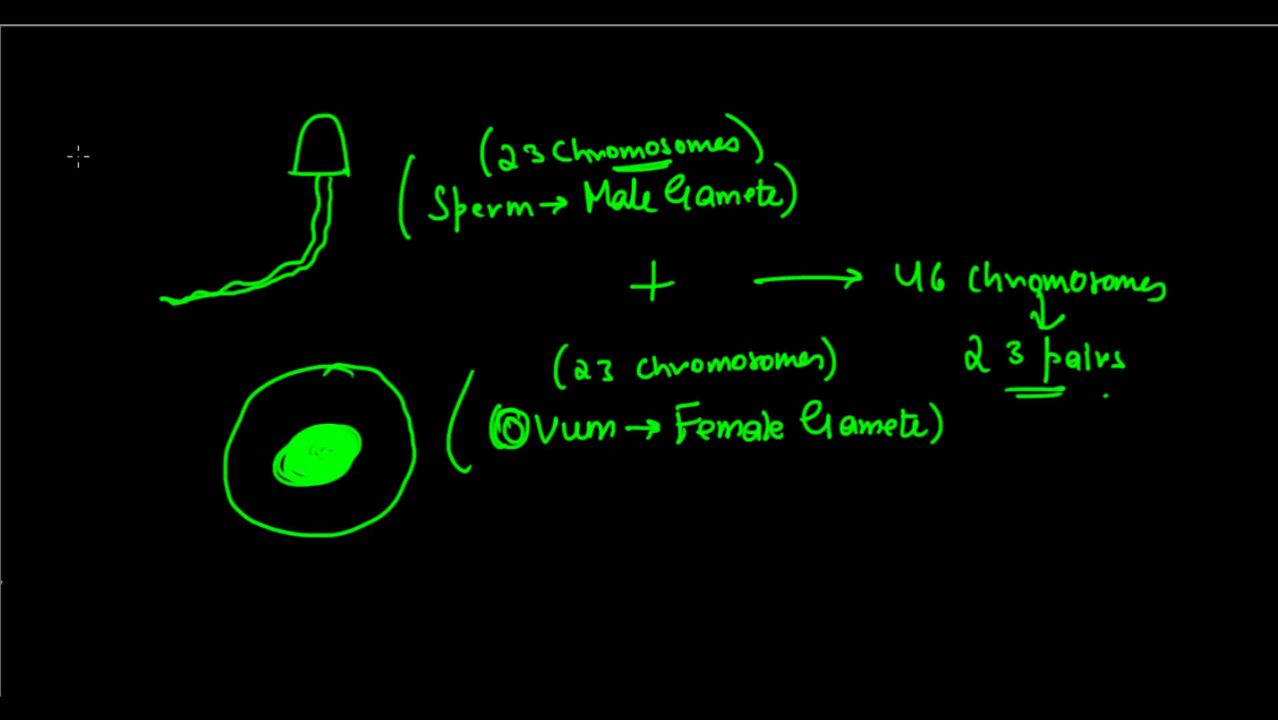 (23 Chromosomes)
(Sperm → Male Gamete)
+ → 46 Chromosomes
↓
23 pairs
(23 chromosomes)
(Ovum → Female Gamete)